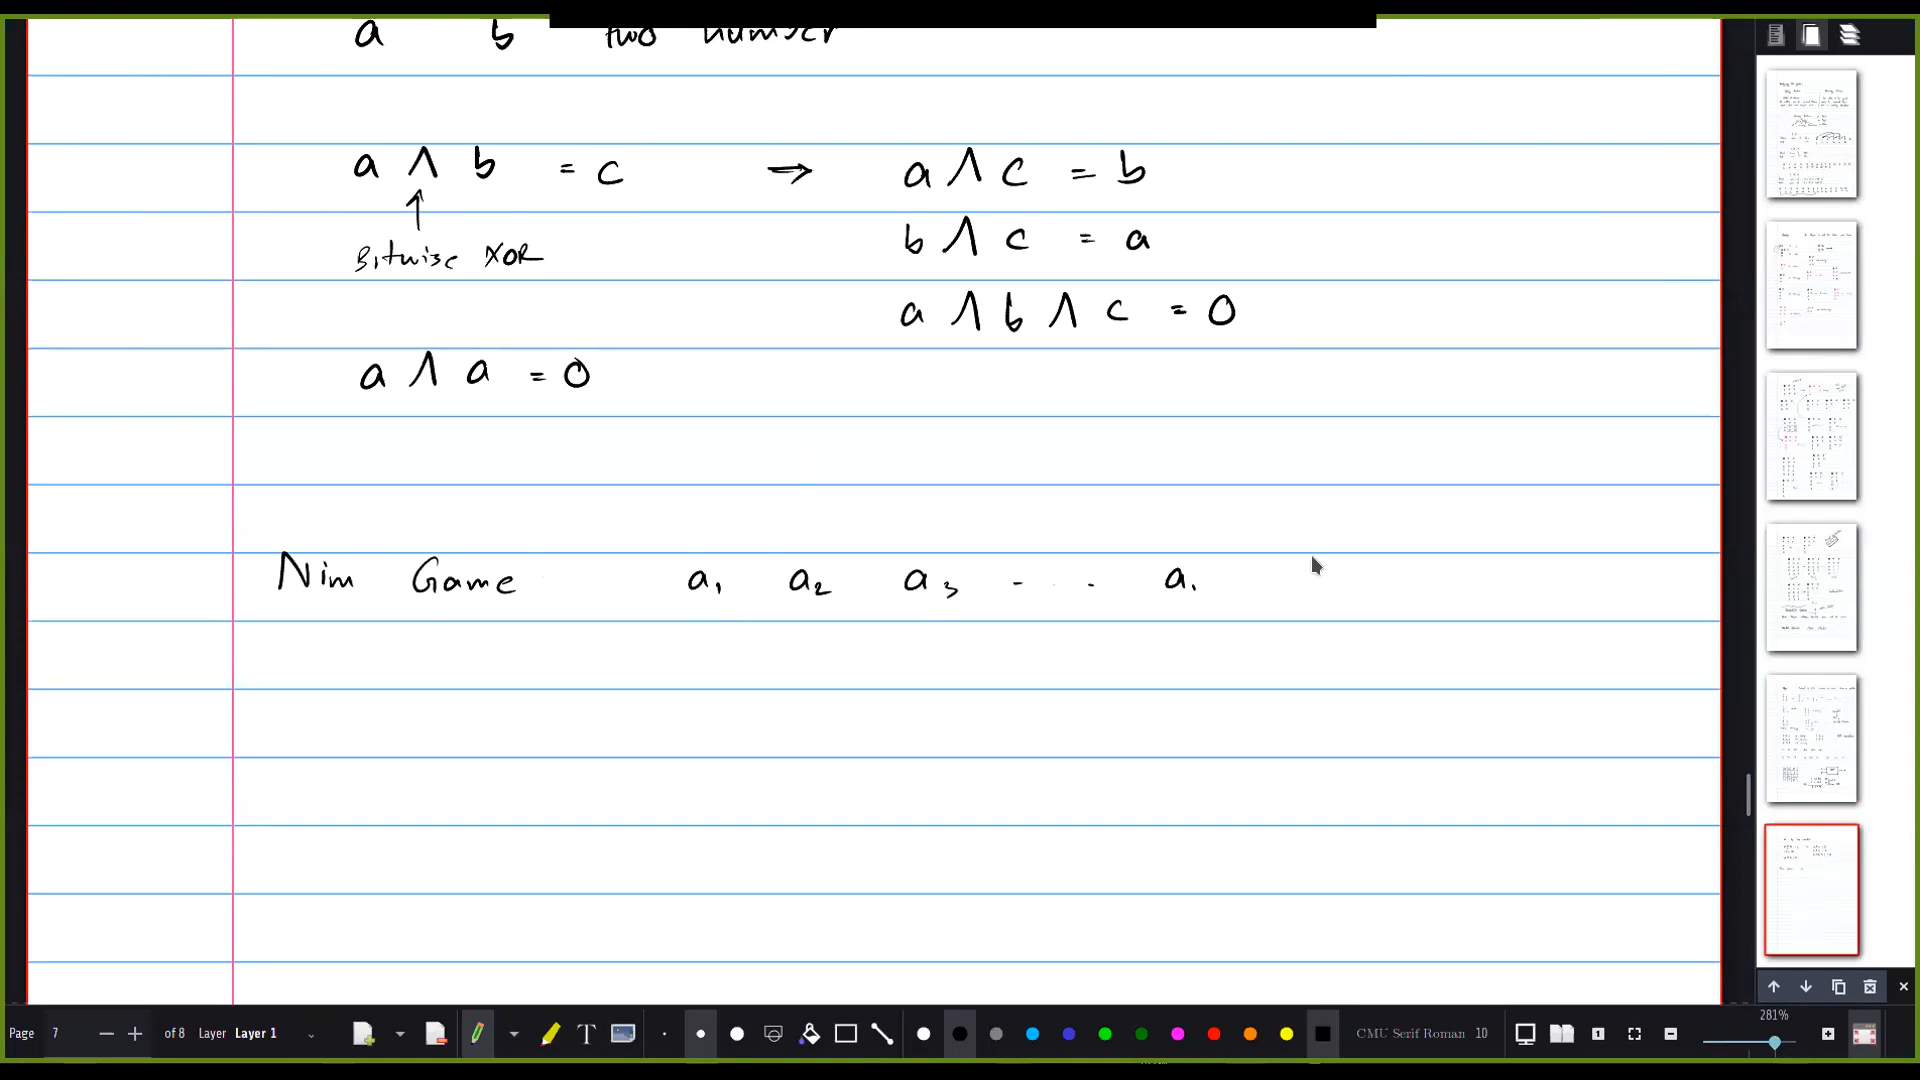 a b two number
a ∧ b = c → a ∧ c = b
↑ b ∧ c = a
Bitwise XOR
a ∧ b ∧ c = 0
a ∧ a = 0
Nim Game a₁ a₂ a₃ - . . a.
Page 7 of 8 Layer Layer 1 CMU Serif Roman 10
281%